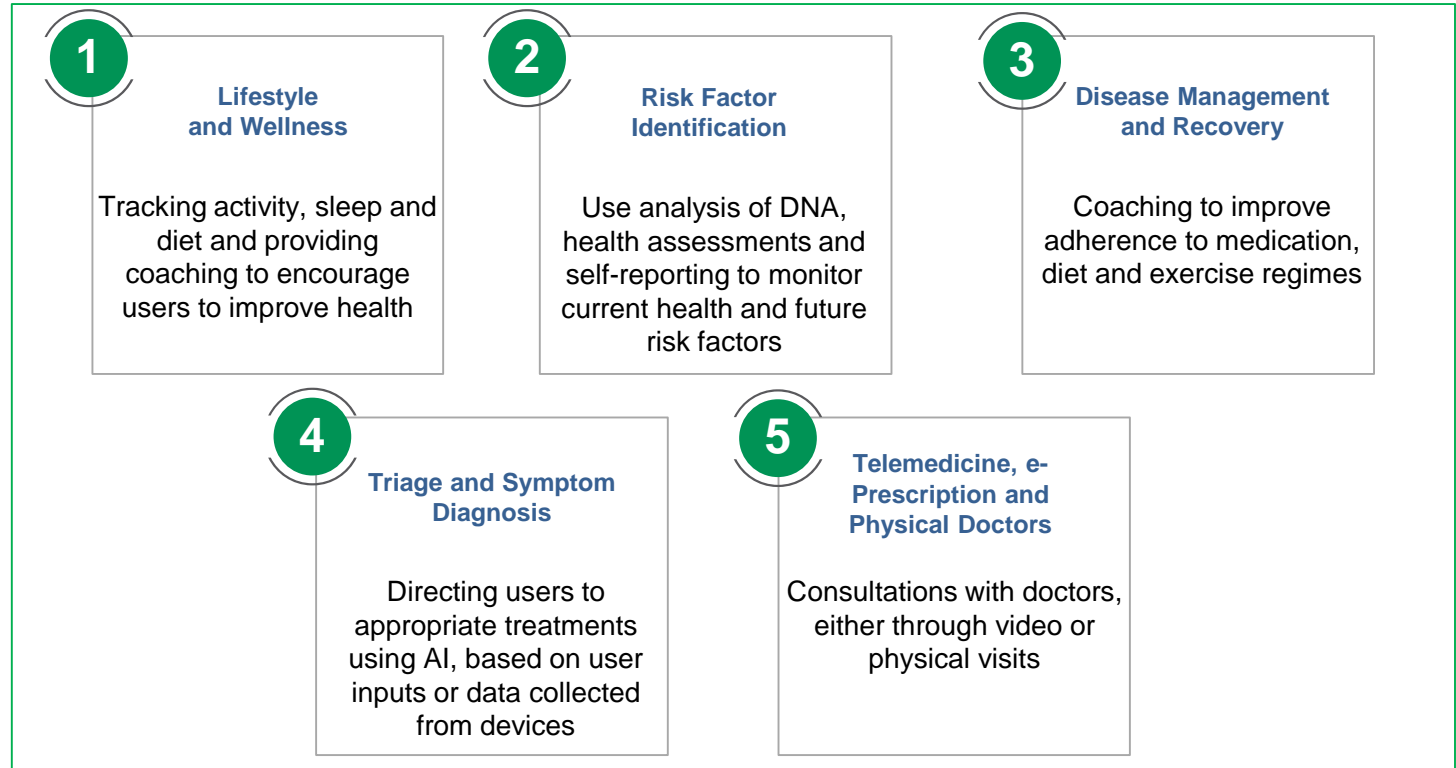 1
Lifestyle
and Wellness
Tracking activity, sleep and
diet and providing
coaching to encourage
users to improve health
2
Risk Factor
Identification
Use analysis of DNA,
health assessments and
self-reporting to monitor
current health and future
risk factors
3
Disease Management
and Recovery
Coaching to improve
adherence to medication,
diet and exercise regimes
4
Triage and Symptom
Diagnosis
Directing users to
appropriate treatments
using AI, based on user
inputs or data collected
from devices
5
Telemedicine, e-
Prescription and
Physical Doctors
Consultations with doctors,
either through video or
physical visits